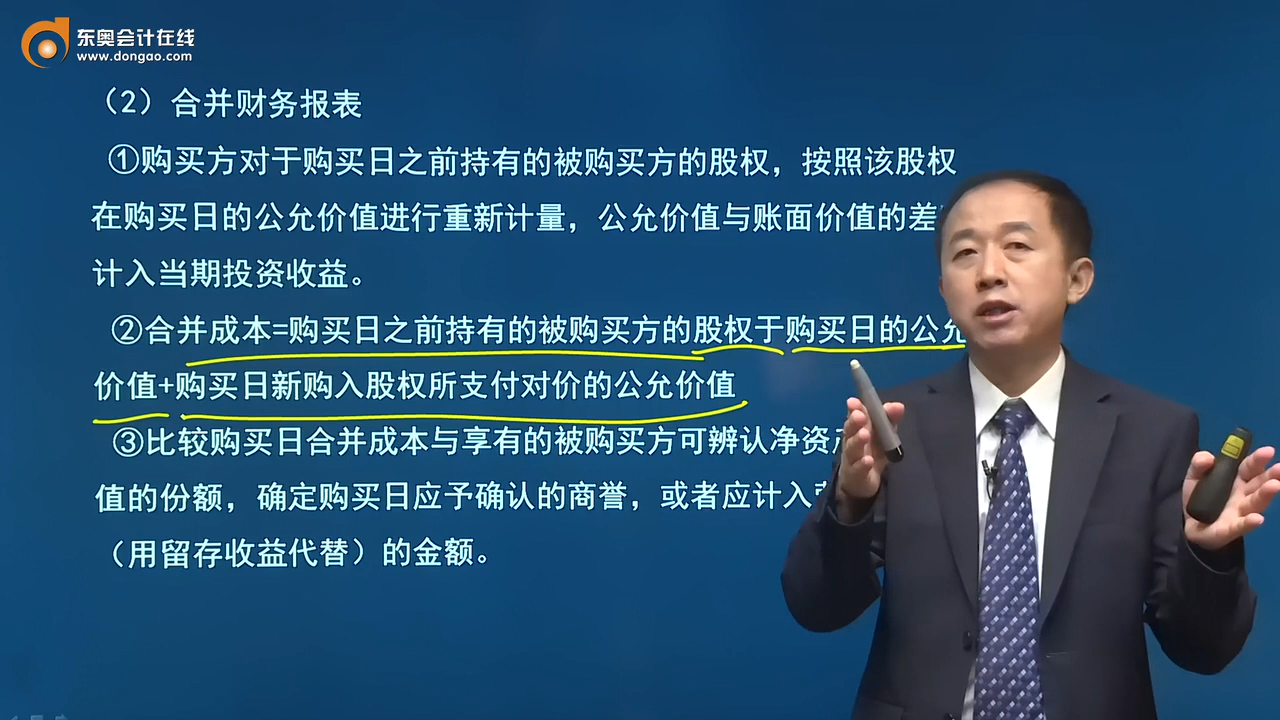 东奥会计在线
www.dongao.com
（2）合并财务报表
①购买方对于购买日之前持有的被购买方的股权，按照该股权
在购买日的公允价值进行重新计量，公允价值与账面价值的差
计入当期投资收益。
②合并成本=购买日之前持有的被购买方的股权于购买日的公允
价值+购买日新购入股权所支付对价的公允价值
③比较购买日合并成本与享有的被购买方可辨认净资
值的份额，确定购买日应予确认的商誉，或者应计入
（用留存收益代替）的金额。